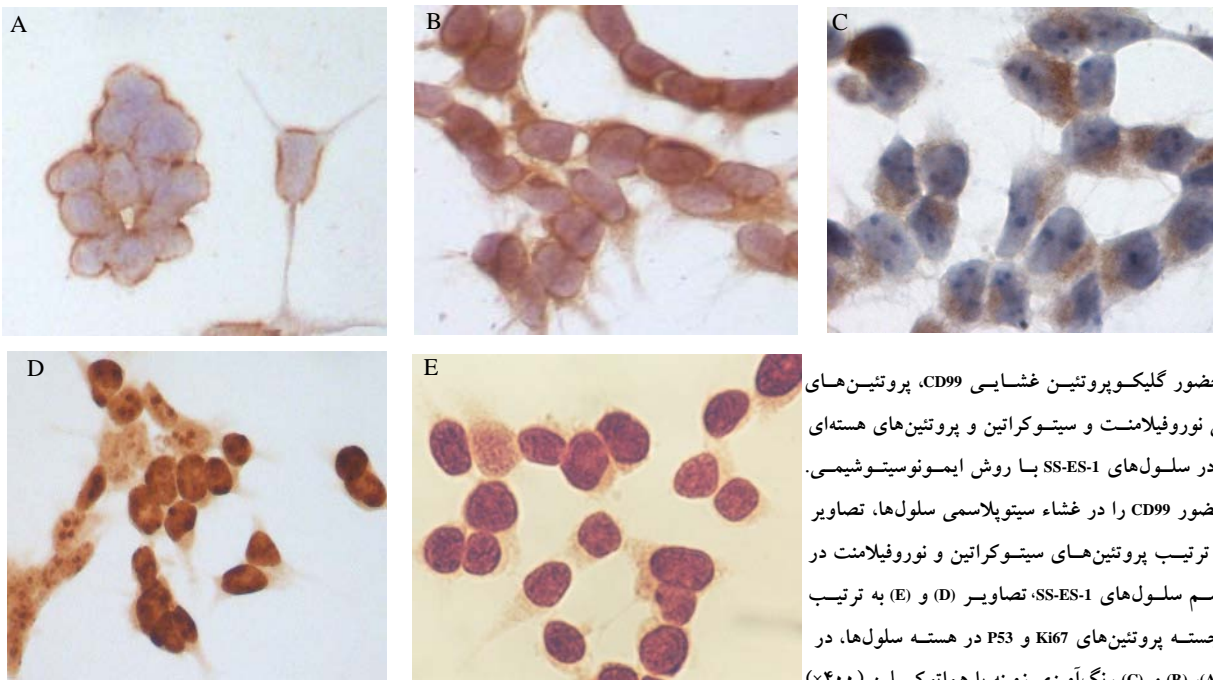 A
B
C
D
E
حضور گلیکوپروتئین غشایی CD99، پروتئین‌های
نوروفیلامنت و سیتوکراتین و پروتئین‌های هسته‌ای
در سلول‌های SS-ES-1 با روش ایمونوسیتوشیمی.
حضور CD99 را در غشاء سیتوپلاسمی سلول‌ها، تصاویر
ترتیب پروتئین‌های سیتوکراتین و نوروفیلامنت در
سلول‌های SS-ES-1، تصاویر (D) و (E) به ترتیب
پروتئین‌های Ki67 و P53 در هسته سلول‌ها، در
(B) و (C) رنگ‌آمیزی زمینه با هماتوکسیلین (×۴۰۰)